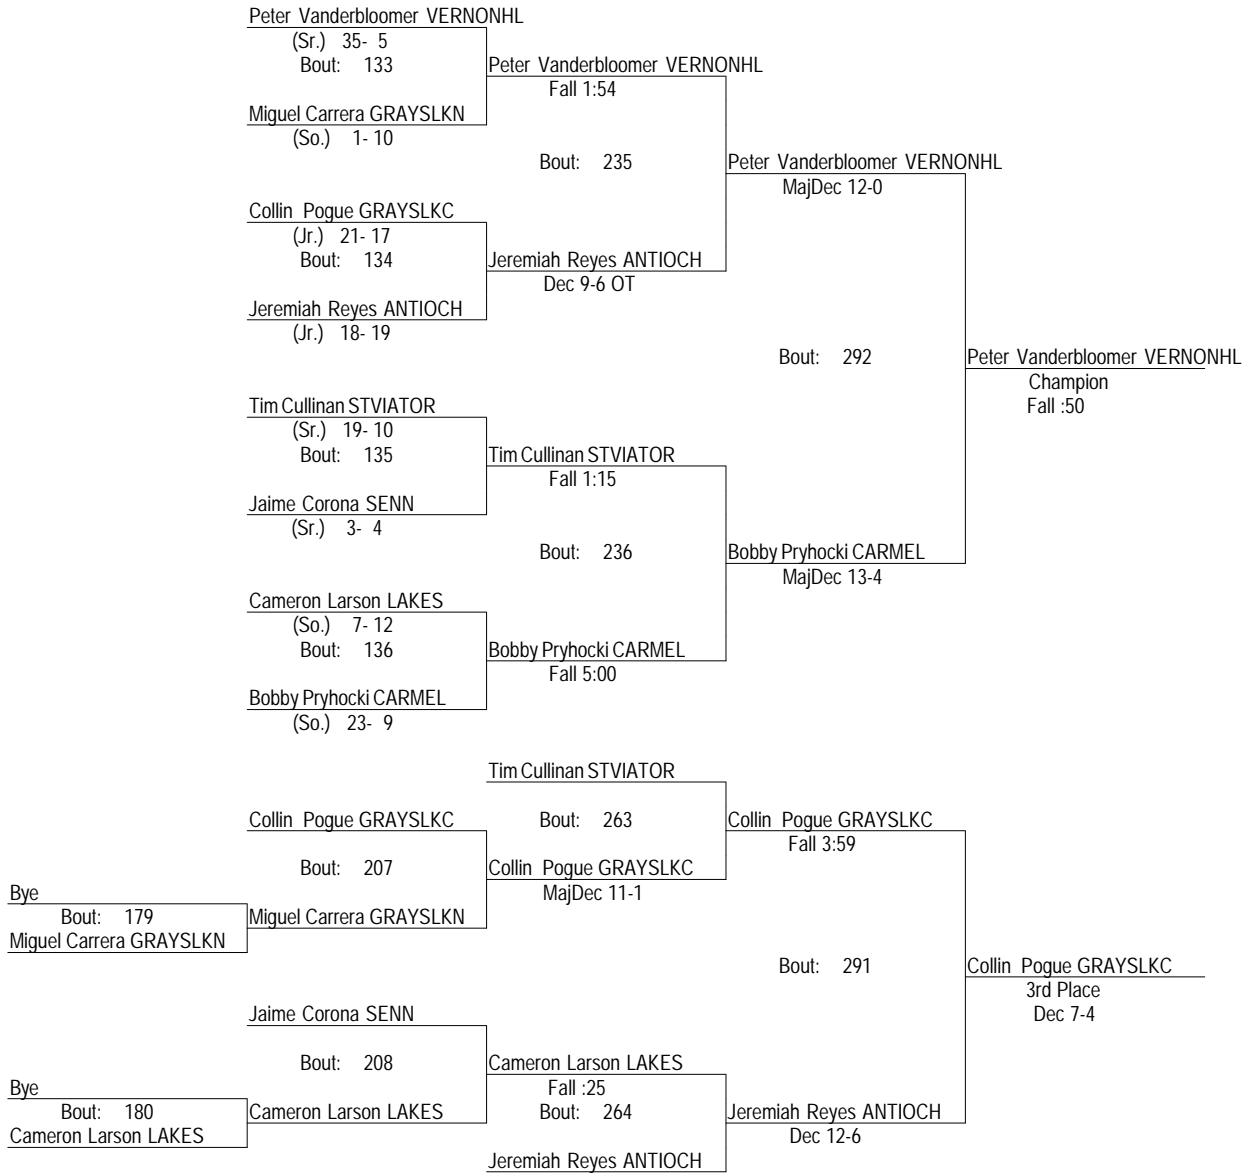 Peter Vanderbloomer VERNONHL
(Sr.) 35- 5
Bout: 133
Peter Vanderbloomer VERNONHL
Fall 1:54
Miguel Carrera GRAYSLKN
(So.) 1- 10
Bout: 235
Peter Vanderbloomer VERNONHL
MajDec 12-0
Collin Pogue GRAYSLKC
(Jr.) 21- 17
Bout: 134
Jeremiah Reyes ANTIOCH
Dec 9-6 OT
Jeremiah Reyes ANTIOCH
(Jr.) 18- 19
Bout: 292
Peter Vanderbloomer VERNONHL
Champion
Fall :50
Tim Cullinan STVIATOR
(Sr.) 19- 10
Bout: 135
Tim Cullinan STVIATOR
Fall 1:15
Jaime Corona SENN
(Sr.) 3- 4
Bout: 236
Bobby Pryhocki CARMEL
MajDec 13-4
Cameron Larson LAKES
(So.) 7- 12
Bout: 136
Bobby Pryhocki CARMEL
Fall 5:00
Bobby Pryhocki CARMEL
(So.) 23- 9
Tim Cullinan STVIATOR
Collin Pogue GRAYSLKC
Bout: 263
Collin Pogue GRAYSLKC
Fall 3:59
Bout: 207
Collin Pogue GRAYSLKC
MajDec 11-1
Bye
Bout: 179
Miguel Carrera GRAYSLKN
Miguel Carrera GRAYSLKN
Bout: 291
Collin Pogue GRAYSLKC
3rd Place
Dec 7-4
Jaime Corona SENN
Bout: 208
Cameron Larson LAKES
Fall :25
Bye
Bout: 180
Cameron Larson LAKES
Cameron Larson LAKES
Bout: 264
Jeremiah Reyes ANTIOCH
Dec 12-6
Jeremiah Reyes ANTIOCH